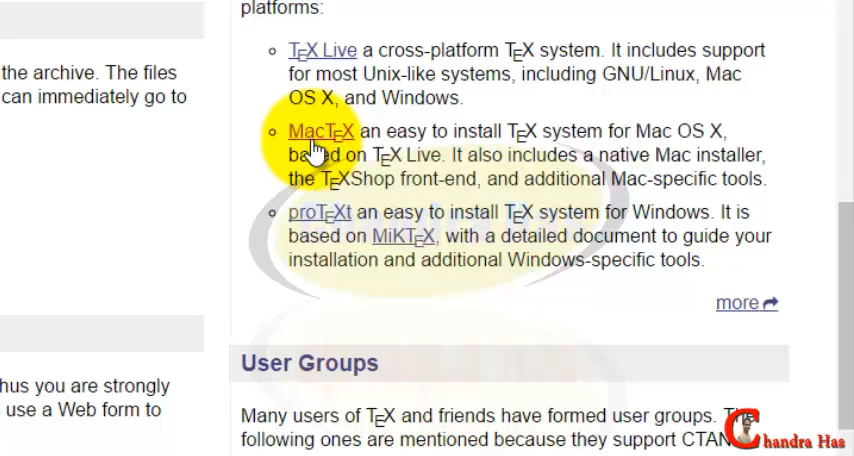 platforms:
the archive. The files
can immediately go to
◦ TEX Live a cross-platform TEX system. It includes support
for most Unix-like systems, including GNU/Linux, Mac
OS X, and Windows.
◦ MacTEX an easy to install TEX system for Mac OS X,
based on TEX Live. It also includes a native Mac installer,
the TEXShop front-end, and additional Mac-specific tools.
◦ proTEXt an easy to install TEX system for Windows. It is
based on MiKTEX, with a detailed document to guide your
installation and additional Windows-specific tools.
more
hus you are strongly
use a Web form to
User Groups
Many users of TEX and friends have formed user groups. The
following ones are mentioned because they support CTAN
Chandra Has